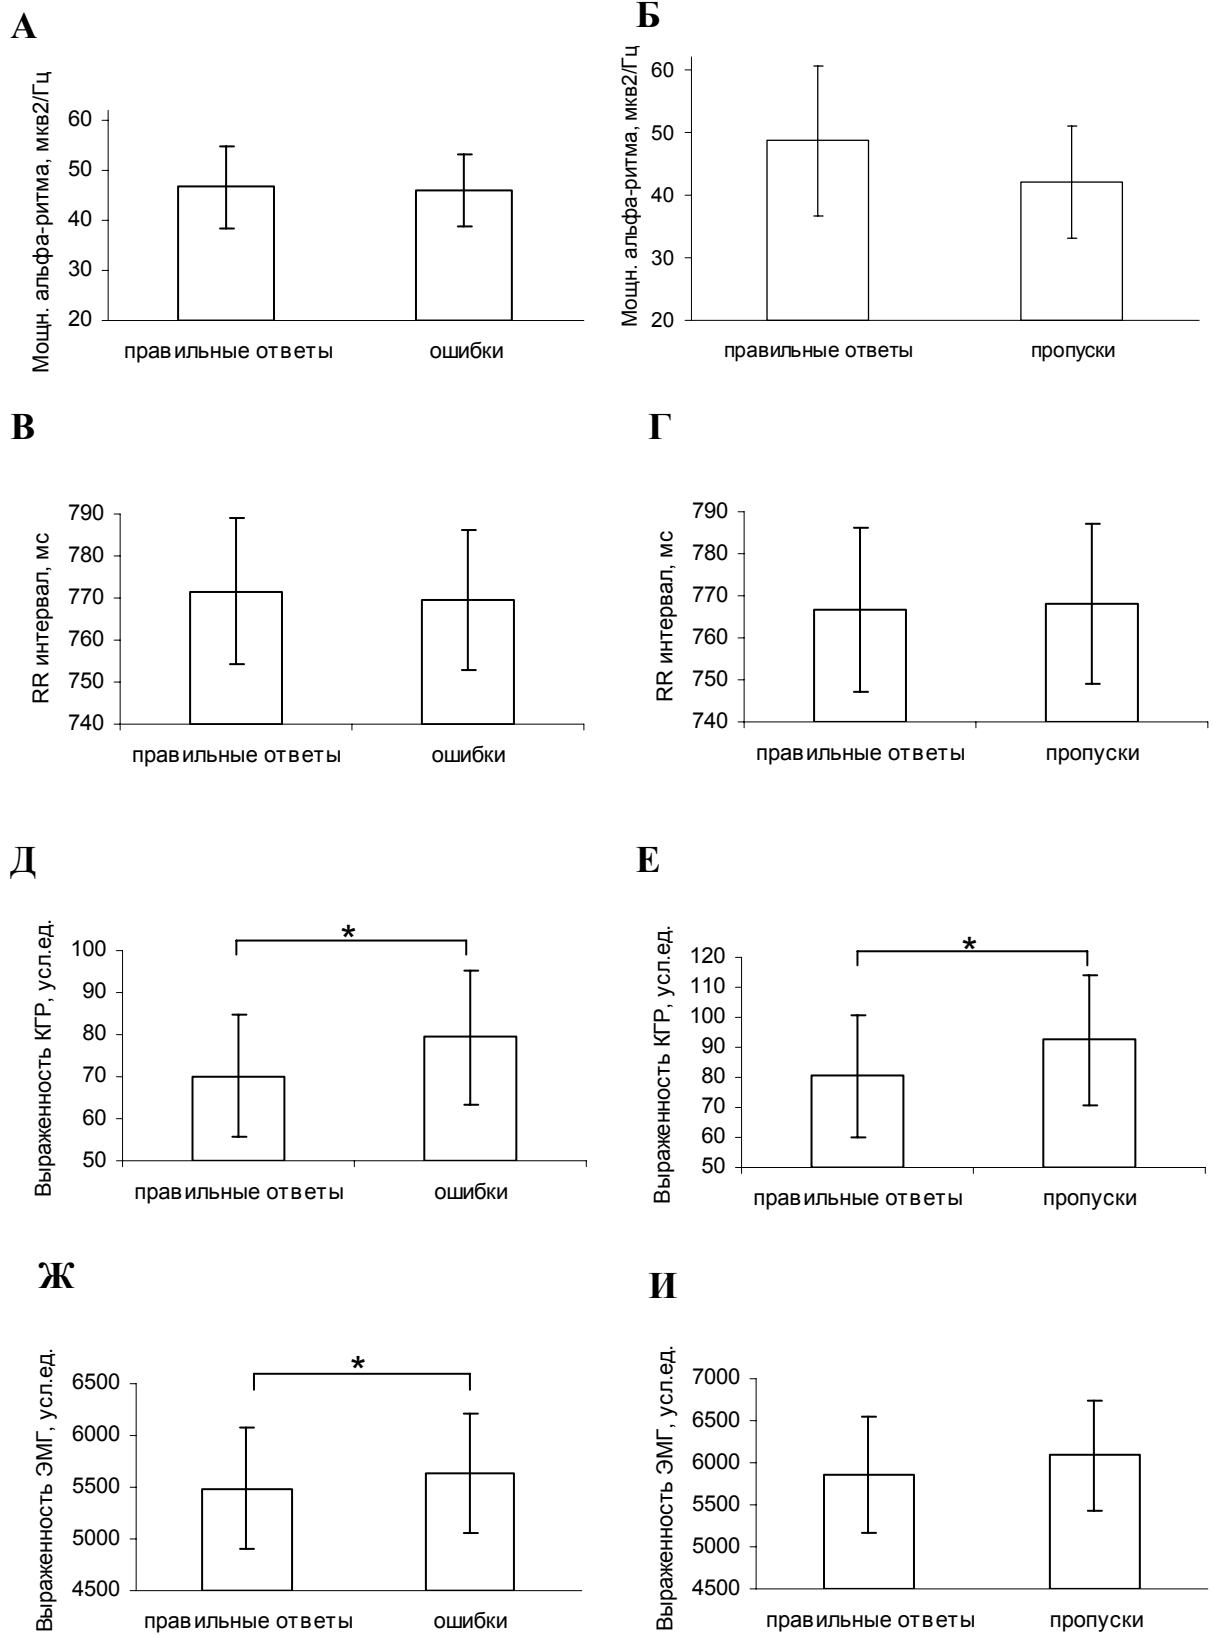 А
Мощн. альфа-ритма, мкв2/Гц
60
50
40
30
20
правильные ответы
ошибки
Б
Мощн. альфа-ритма, мкв2/Гц
60
50
40
30
20
правильные ответы
пропуски
В
RR интервал, мс
790
780
770
760
750
740
правильные ответы
ошибки
Г
RR интервал, мс
790
780
770
760
750
740
правильные ответы
пропуски
Д
Выраженность КГР, усл.ед.
100
90
80
70
60
50
*
правильные ответы
ошибки
Е
Выраженность КГР, усл.ед.
120
110
100
90
80
70
60
50
*
правильные ответы
пропуски
Ж
Выраженность ЭМГ, усл.ед.
6500
6000
5500
5000
4500
*
правильные ответы
ошибки
И
Выраженность ЭМГ, усл.ед.
7000
6500
6000
5500
5000
4500
правильные ответы
пропуски